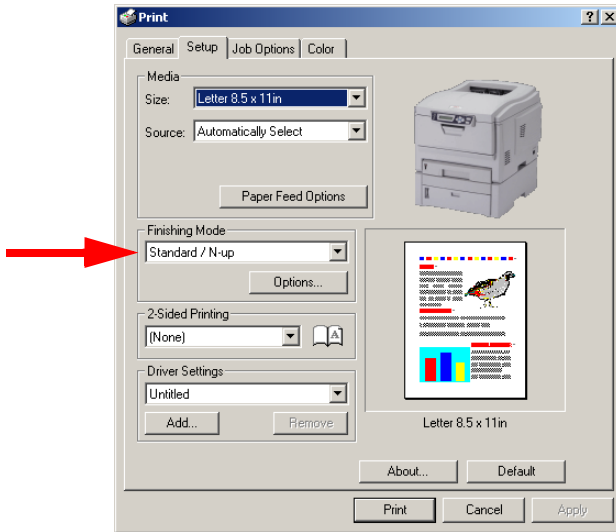 Print
General Setup Job Options Color
Media
Size: Letter 8.5 x 11in
Source: Automatically Select
Paper Feed Options
Finishing Mode
Standard / N-up
Options...
2-Sided Printing
(None)
A
Driver Settings
Untitled
Add... Remove
Letter 8.5 x 11in
About... Default
Print Cancel Apply